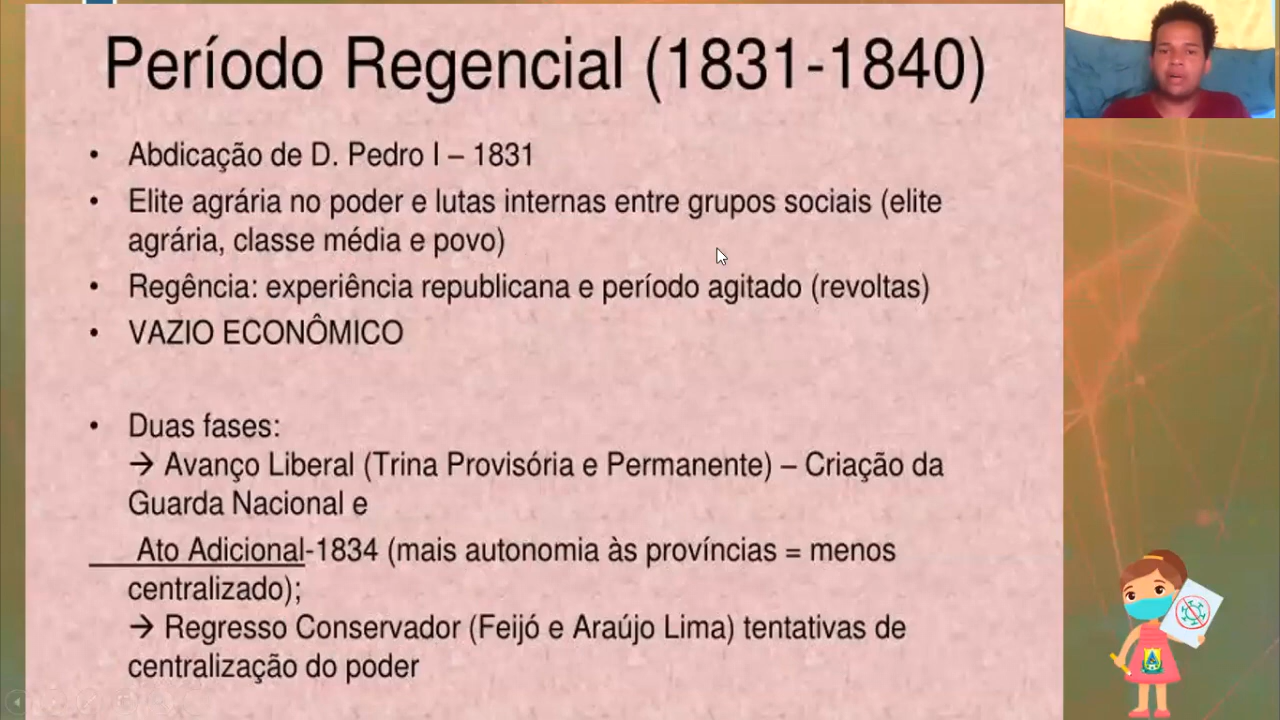 Período Regencial (1831-1840)
• Abdicação de D. Pedro I – 1831
• Elite agrária no poder e lutas internas entre grupos sociais (elite
agrária, classe média e povo)
• Regência: experiência republicana e período agitado (revoltas)
• VAZIO ECONÔMICO
• Duas fases:
→ Avanço Liberal (Trina Provisória e Permanente) – Criação da
Guarda Nacional e
Ato Adicional-1834 (mais autonomia às províncias = menos
centralizado);
→ Regresso Conservador (Feijó e Araújo Lima) tentativas de
centralização do poder